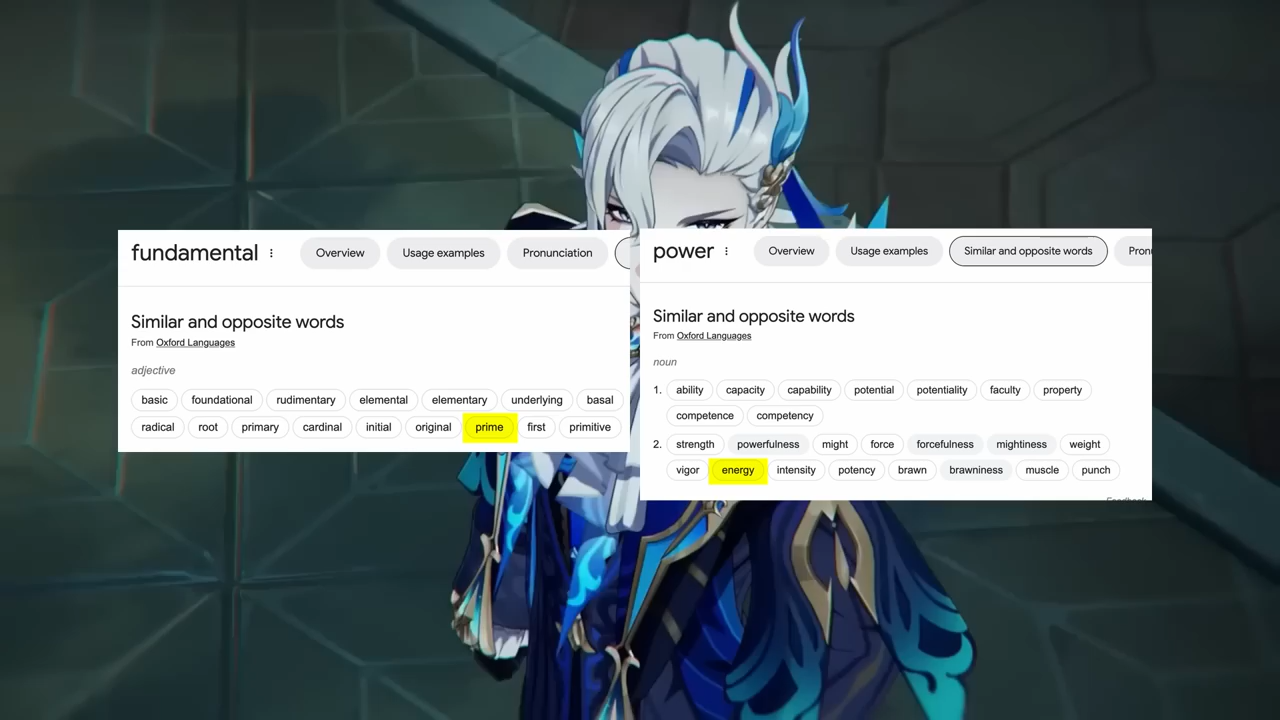 fundamental Overview Usage examples Pronunciation
Similar and opposite words
From Oxford Languages
adjective
basic foundational rudimentary elemental elementary underlying basal
radical root primary cardinal initial original prime first primitive
power Overview Usage examples Similar and opposite words
Similar and opposite words
From Oxford Languages
noun
1. ability capacity capability potential potentiality faculty property
competence competency
2. strength powerfulness might force forcefulness mightiness weight
vigor energy intensity potency brawn brawniness muscle punch